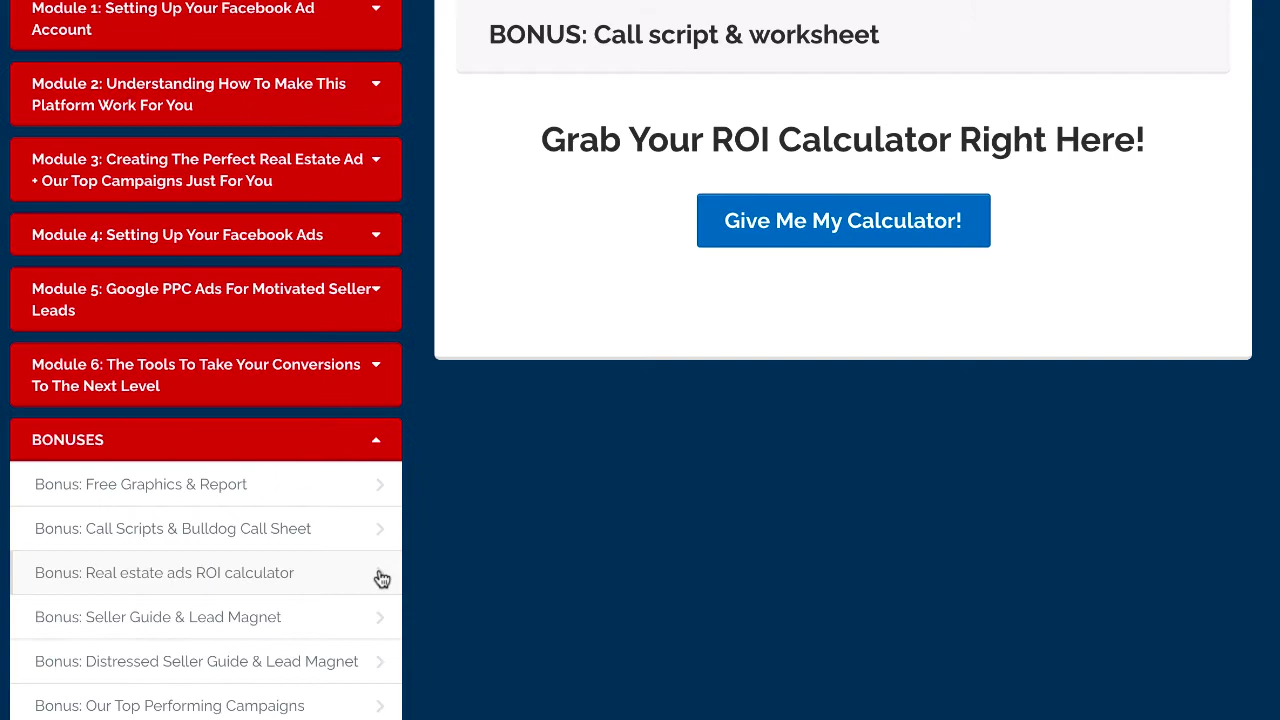 Module 1: Setting Up Your Facebook Ad
Account
Module 2: Understanding How To Make This
Platform Work For You
Module 3: Creating The Perfect Real Estate Ad
+ Our Top Campaigns Just For You
Module 4: Setting Up Your Facebook Ads
Module 5: Google PPC Ads For Motivated Seller
Leads
Module 6: The Tools To Take Your Conversions
To The Next Level
BONUSES
Bonus: Free Graphics & Report
Bonus: Call Scripts & Bulldog Call Sheet
Bonus: Real estate ads ROI calculator
Bonus: Seller Guide & Lead Magnet
Bonus: Distressed Seller Guide & Lead Magnet
Bonus: Our Top Performing Campaigns
BONUS: Call script & worksheet
Grab Your ROI Calculator Right Here!
Give Me My Calculator!